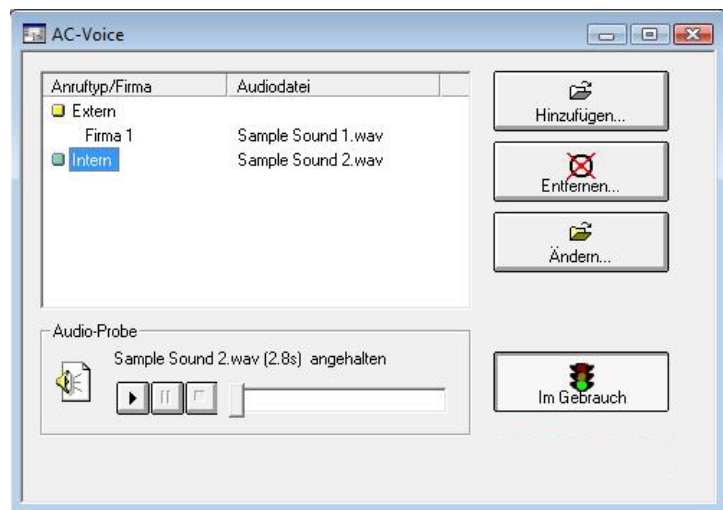 AC-Voice
Anruftyp/Firma Audiodatei
Extern
Firma 1 Sample Sound 1.wav
Intern Sample Sound 2.wav
Hinzufügen...
Entfernen...
Ändern...
Audio-Probe
Sample Sound 2.wav (2.8s) angehalten
Im Gebrauch